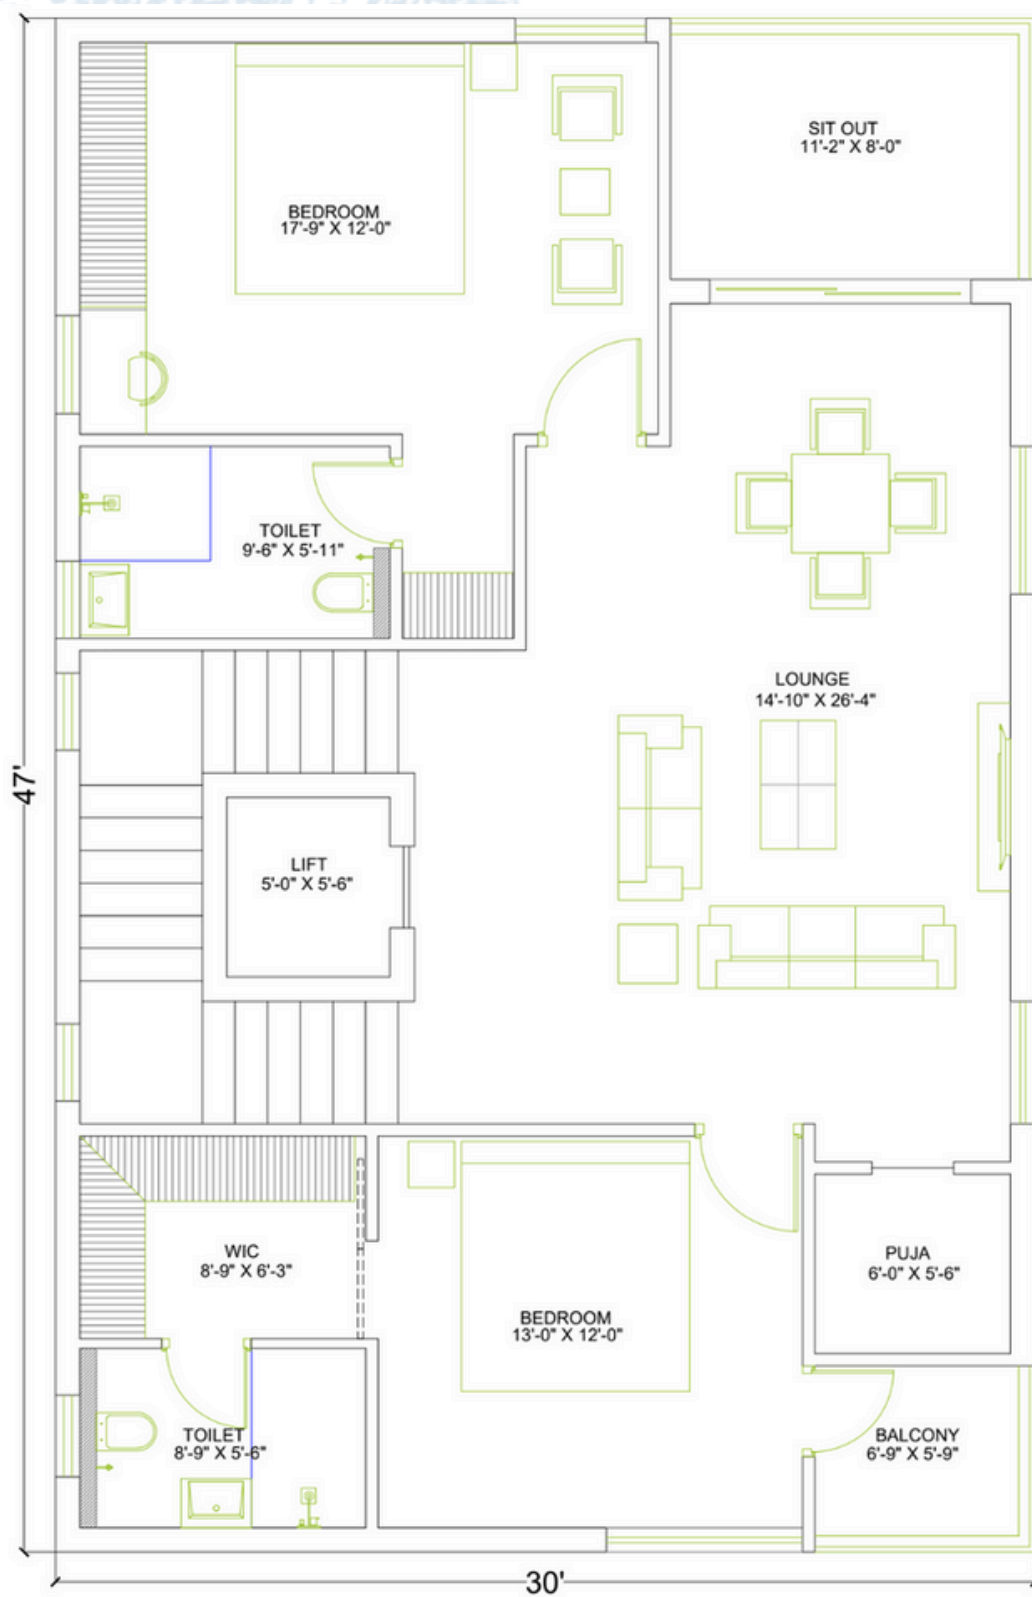 SIT OUT
11'-2" X 8'-0"
BEDROOM
17'-9" X 12'-0"
TOILET
9'-6" X 5'-11"
LOUNGE
14'-10" X 26'-4"
47'
LIFT
5'-0" X 5'-6"
WIC
8'-9" X 6'-3"
PUJA
6'-0" X 5'-6"
BEDROOM
13'-0" X 12'-0"
TOILET
8'-9" X 5'-6"
BALCONY
6'-9" X 5'-9"
30'